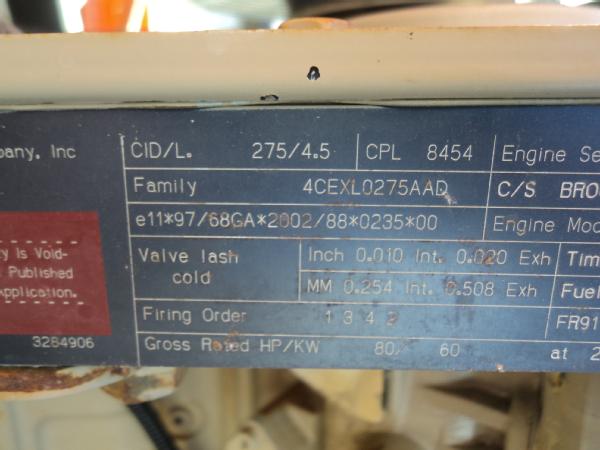 pany, Inc
CID/L. 275/4.5 CPL 8454 Engine Se
Family 4CEXL0275AAD C/S BRO
e11*97/68GA*2002/88*0235*00 Engine Mod
ty Is Void-
Published
Application.
Valve lash cold
Inch 0.010 Int. 0.020 Exh Tim
MM 0.254 Int. 0.508 Exh Fuel
Firing Order 1 3 4 2 FR91
3284906
Gross Rated HP/KW 80/ 60 at 2